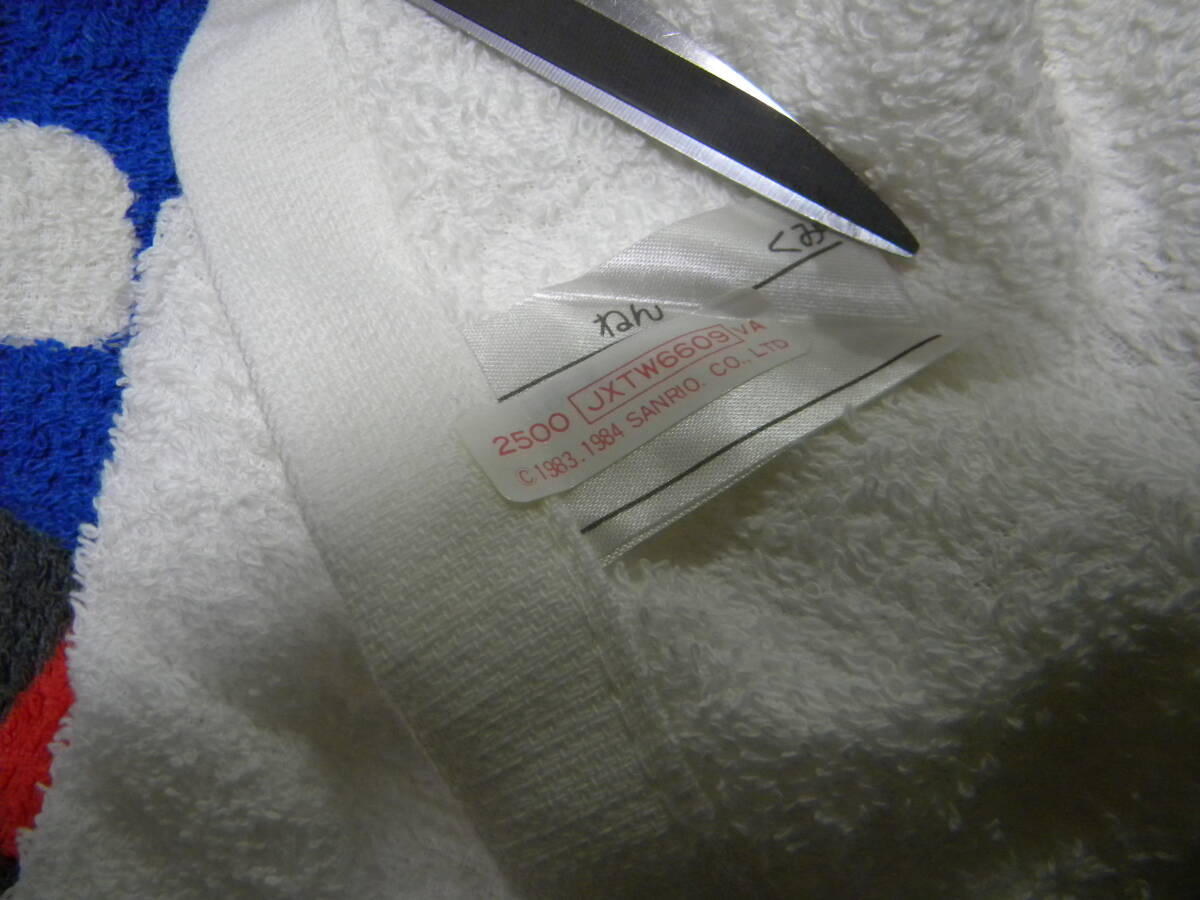 ねん くみ
2500 JXTW6609 VA
©1983.1984 SANRIO. CO., LTD